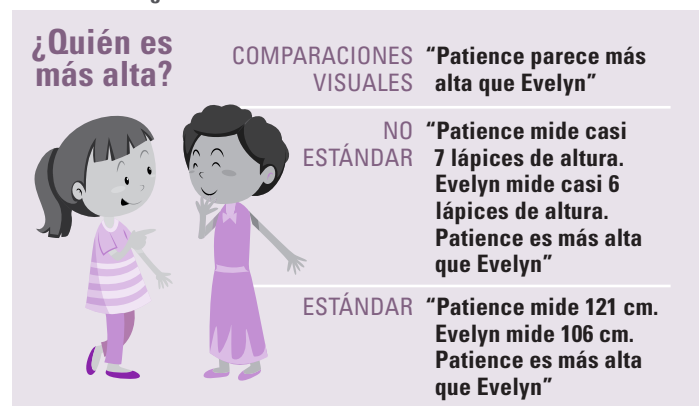 ¿Quién es
más alta?
COMPARACIONES
VISUALES
“Patience parece más
alta que Evelyn”
NO
ESTÁNDAR
“Patience mide casi
7 lápices de altura.
Evelyn mide casi 6
lápices de altura.
Patience es más alta
que Evelyn”
ESTÁNDAR
“Patience mide 121 cm.
Evelyn mide 106 cm.
Patience es más alta
que Evelyn”